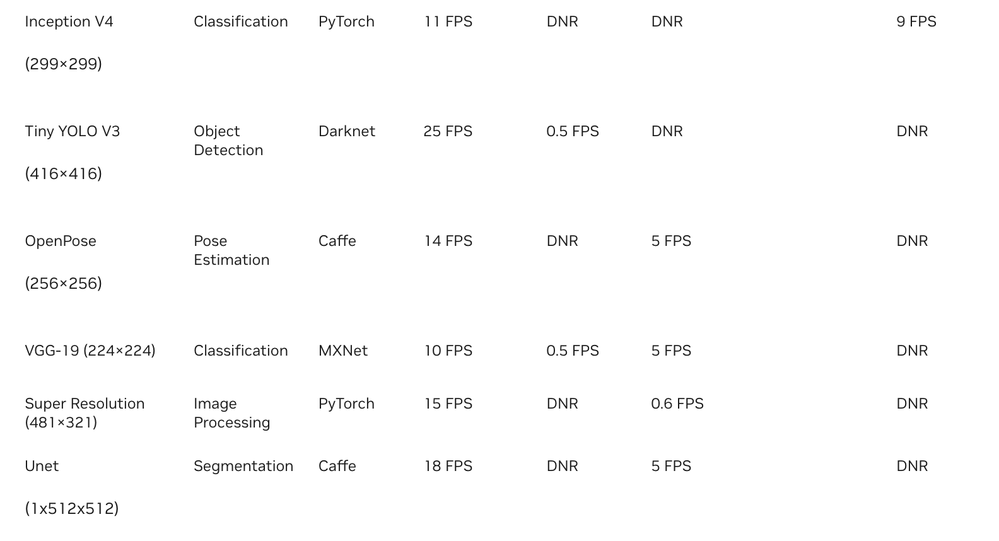 Inception V4 Classification PyTorch 11 FPS DNR DNR 9 FPS
(299×299)
Tiny YOLO V3 Object Darknet 25 FPS 0.5 FPS DNR DNR
Detection
(416×416)
OpenPose Pose Caffe 14 FPS DNR 5 FPS DNR
Estimation
(256×256)
VGG-19 (224×224) Classification MXNet 10 FPS 0.5 FPS 5 FPS DNR
Super Resolution Image PyTorch 15 FPS DNR 0.6 FPS DNR
(481×321) Processing
Unet Segmentation Caffe 18 FPS DNR 5 FPS DNR
(1x512x512)